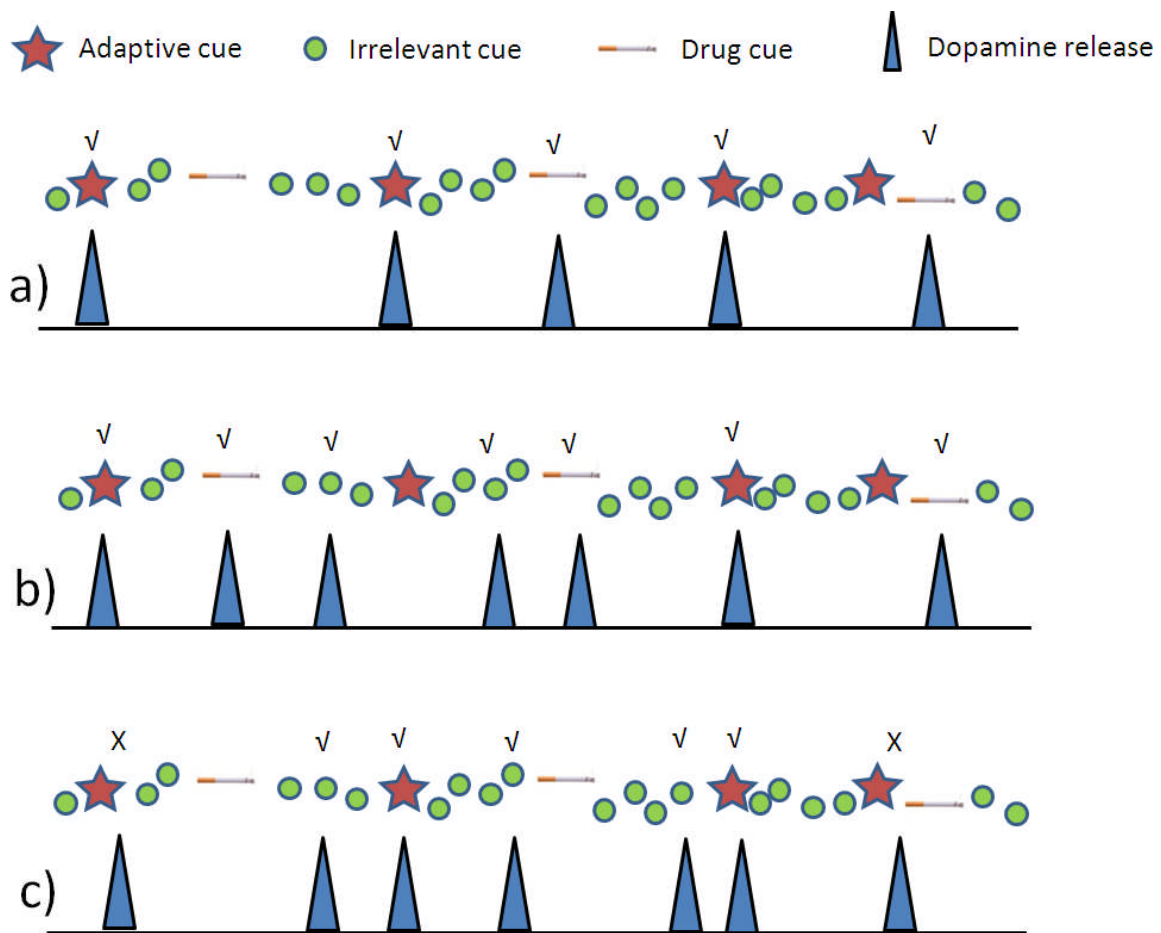 Adaptive cue Irrelevant cue Drug cue Dopamine release
√ √ √ √ √
a)
√ √ √ √ √ √ √
b)
X √ √ √ √ √ X
c)